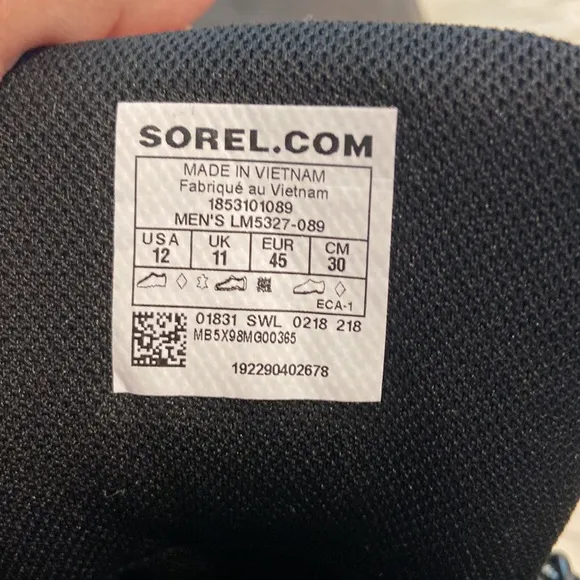 SOREL.COM
MADE IN VIETNAM
Fabriqué au Vietnam
1853101089
MEN'S LM5327-089
USA UK EUR CM
12 11 45 30
ECA-1
01831 SWL 0218 218
MB5X98MG00365
192290402678